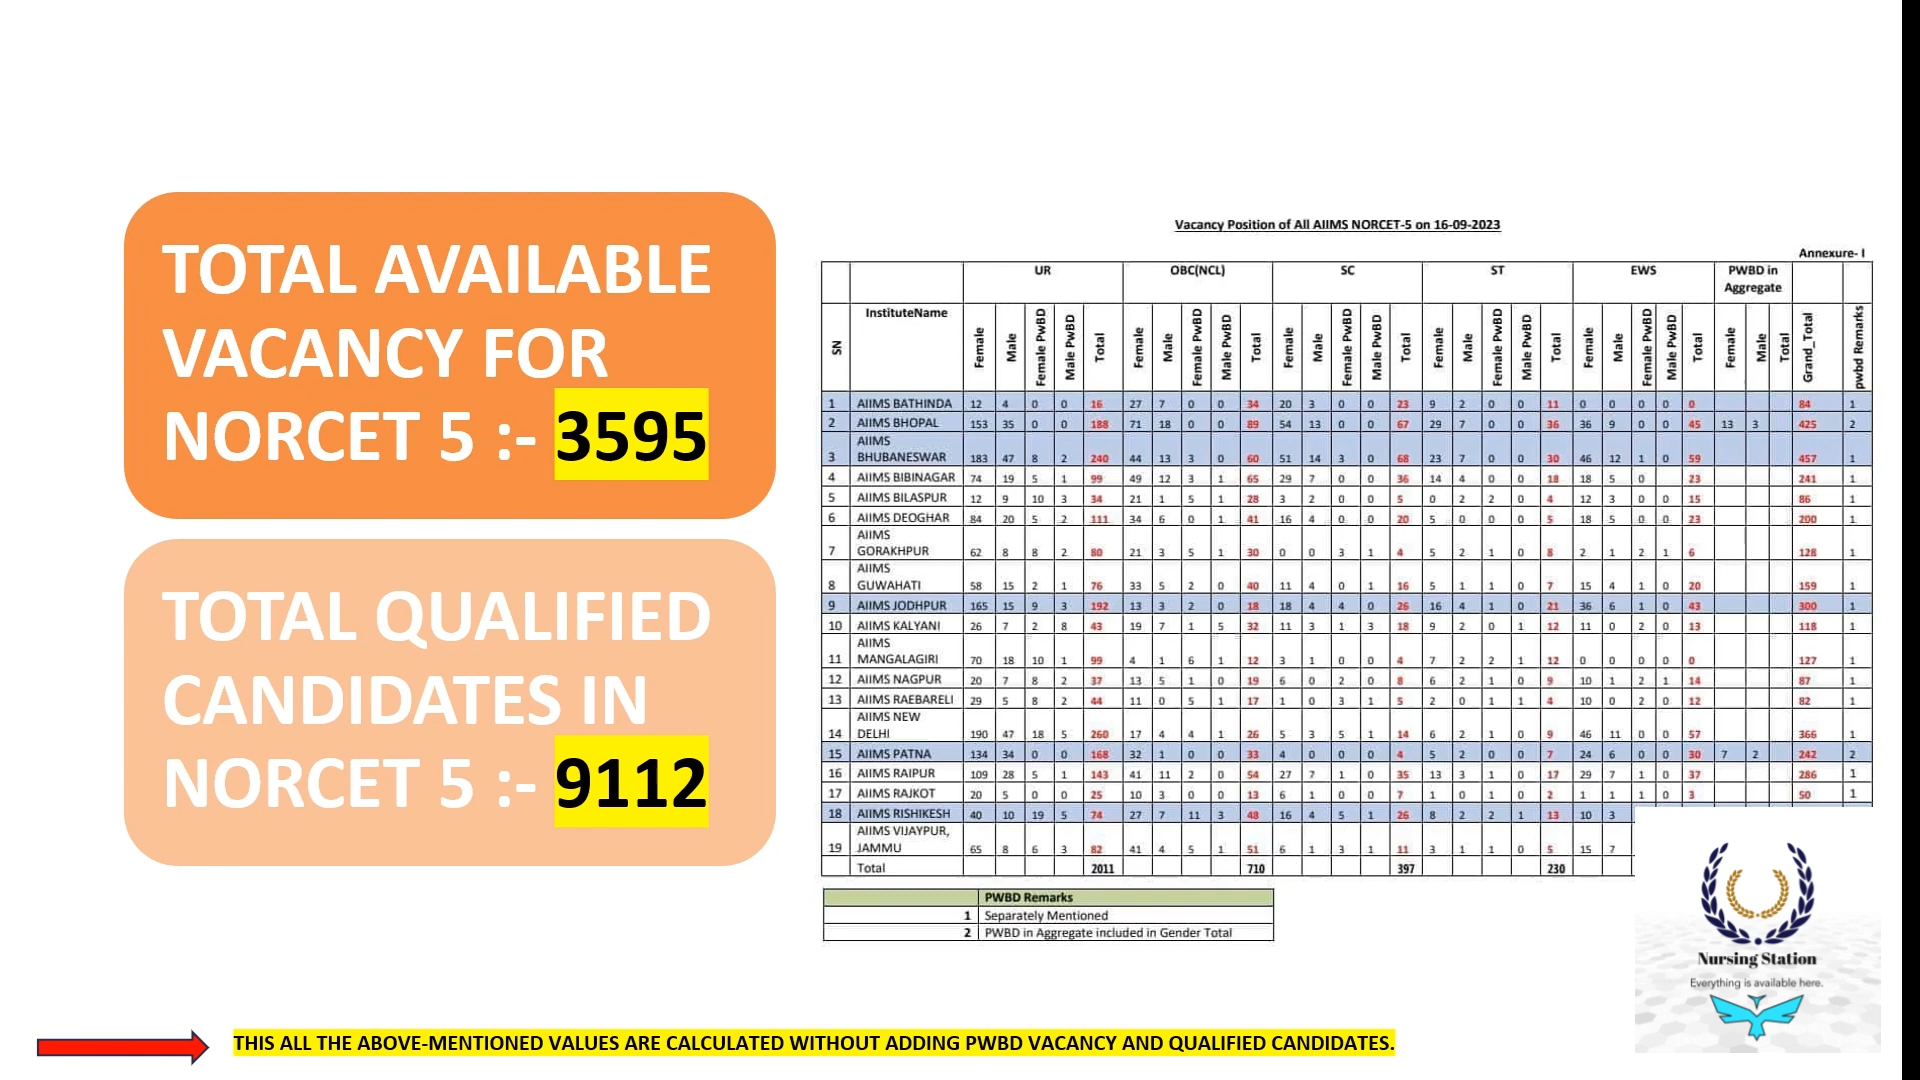 TOTAL AVAILABLE
VACANCY FOR
NORCET 5 :- 3595
TOTAL QUALIFIED
CANDIDATES IN
NORCET 5 :- 9112
Vacancy Position of All AIIMS NORCET-5 on 16-09-2023
Annexure- I
UR OBC(NCL) SC ST EWS PWBD in Aggregate
SN InstituteName Female Male Female PwBD Male PwBD Total Female Male Female PwBD Male PwBD Total Female Male Female PwBD Male PwBD Total Female Male Female PwBD Male PwBD Total Female Male Female PwBD Male PwBD Total Female Male Total Grand_Total pwbd Remarks
1 AIIMS BATHINDA 12 4 0 0 16 27 7 0 0 34 20 3 0 0 23 9 2 0 0 11 0 0 0 0 0 84 1
2 AIIMS BHOPAL 153 35 0 0 188 71 18 0 0 89 54 13 0 0 67 29 7 0 0 36 36 9 0 0 45 13 3 425 2
3 AIIMS BHUBANESWAR 183 47 8 2 240 44 13 3 0 60 51 14 3 0 68 23 7 0 0 30 46 12 1 0 59 457 1
4 AIIMS BIBINAGAR 74 19 5 1 99 49 12 3 1 65 29 7 0 0 36 14 4 0 0 18 18 5 0 23 241 1
5 AIIMS BILASPUR 12 9 10 3 34 21 1 5 1 28 3 2 0 0 5 0 2 2 0 4 12 3 0 0 15 86 1
6 AIIMS DEOGHAR 84 20 5 2 111 34 6 0 1 41 16 4 0 0 20 5 0 0 0 5 18 5 0 0 23 200 1
7 AIIMS GORAKHPUR 62 8 8 2 80 21 3 5 1 30 0 0 3 1 4 5 2 1 0 8 2 1 2 1 6 128 1
8 AIIMS GUWAHATI 58 15 2 1 76 33 5 2 0 40 11 4 0 1 16 5 1 1 0 7 15 4 1 0 20 159 1
9 AIIMS JODHPUR 165 15 9 3 192 13 3 2 0 18 18 4 4 0 26 16 4 1 0 21 36 6 1 0 43 300 1
10 AIIMS KALYANI 26 7 2 8 43 19 7 1 5 32 11 3 1 3 18 9 2 0 1 12 11 0 2 0 13 118 1
11 AIIMS MANGALAGIRI 70 18 10 1 99 4 1 6 1 12 3 1 0 0 4 7 2 2 1 12 0 0 0 0 0 127 1
12 AIIMS NAGPUR 20 7 8 2 37 13 5 1 0 19 6 0 2 0 8 6 2 1 0 9 10 1 2 1 14 87 1
13 AIIMS RAEBARELI 29 5 8 2 44 11 0 5 1 17 1 0 3 1 5 2 0 1 1 4 10 0 2 0 12 82 1
14 AIIMS NEW DELHI 190 47 18 5 260 17 4 4 1 26 5 3 5 1 14 6 2 1 0 9 46 11 0 0 57 366 1
15 AIIMS PATNA 134 34 0 0 168 32 1 0 0 33 4 0 0 0 4 5 2 0 0 7 24 6 0 0 30 7 2 242 2
16 AIIMS RAIPUR 109 28 5 1 143 41 11 2 0 54 27 7 1 0 35 13 3 1 0 17 29 7 1 0 37 286 1
17 AIIMS RAJKOT 20 5 0 0 25 10 3 0 0 13 6 1 0 0 7 1 0 1 0 2 1 1 1 0 3 50 1
18 AIIMS RISHIKESH 40 10 19 5 74 27 7 11 3 48 16 4 5 1 26 8 2 2 1 13 10 3
19 AIIMS VIJAYPUR, JAMMU 65 8 6 3 82 41 4 5 1 51 6 1 3 1 11 3 1 1 0 5 15 7
Total 2011 710 397 230
PWBD Remarks
1 Separately Mentioned
2 PWBD in Aggregate included in Gender Total
Nursing Station
Everything is available here.
THIS ALL THE ABOVE-MENTIONED VALUES ARE CALCULATED WITHOUT ADDING PWBD VACANCY AND QUALIFIED CANDIDATES.